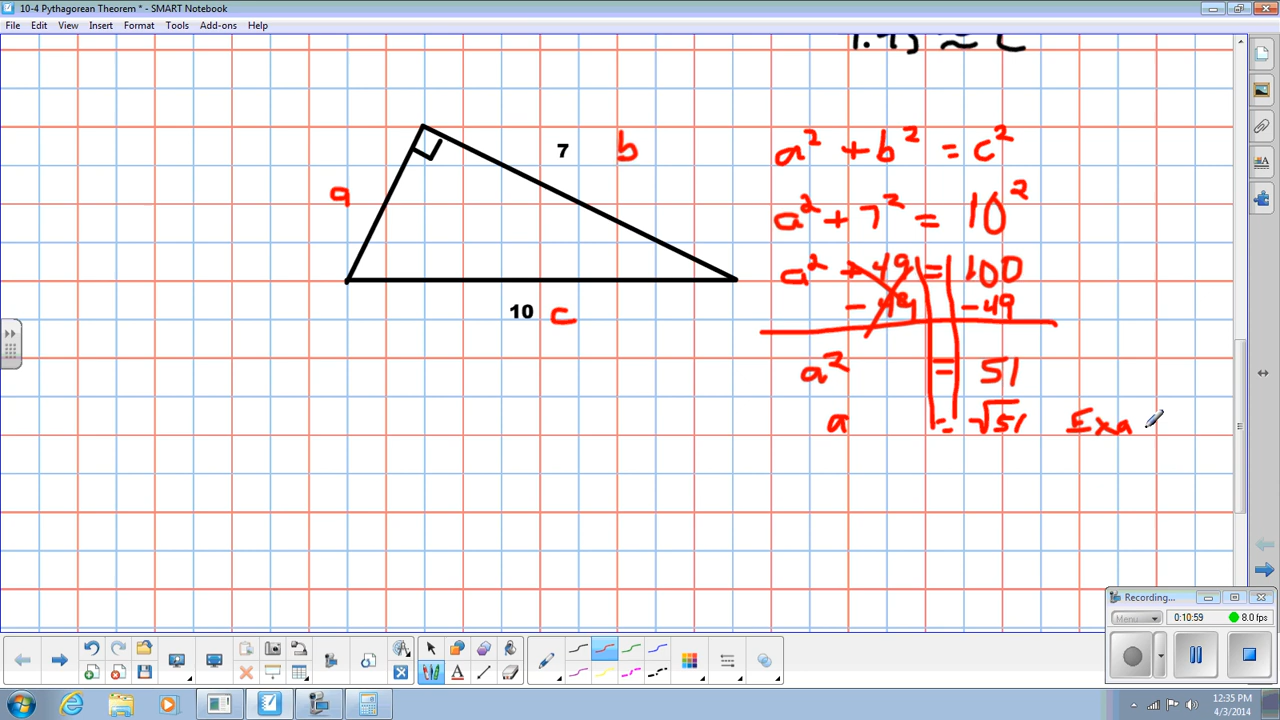 10-4 Pythagorean Theorem * - SMART Notebook
File Edit View Insert Format Tools Add-ons Help
7 b
a
10 c
a² + b² = c²
a² + 7² = 10²
a² + 49 = 100
- 49 - 49
a² = 51
a = √51 Exa
Recording...
Menu 0:10:59 8.0 fps
12:35 PM
4/3/2014